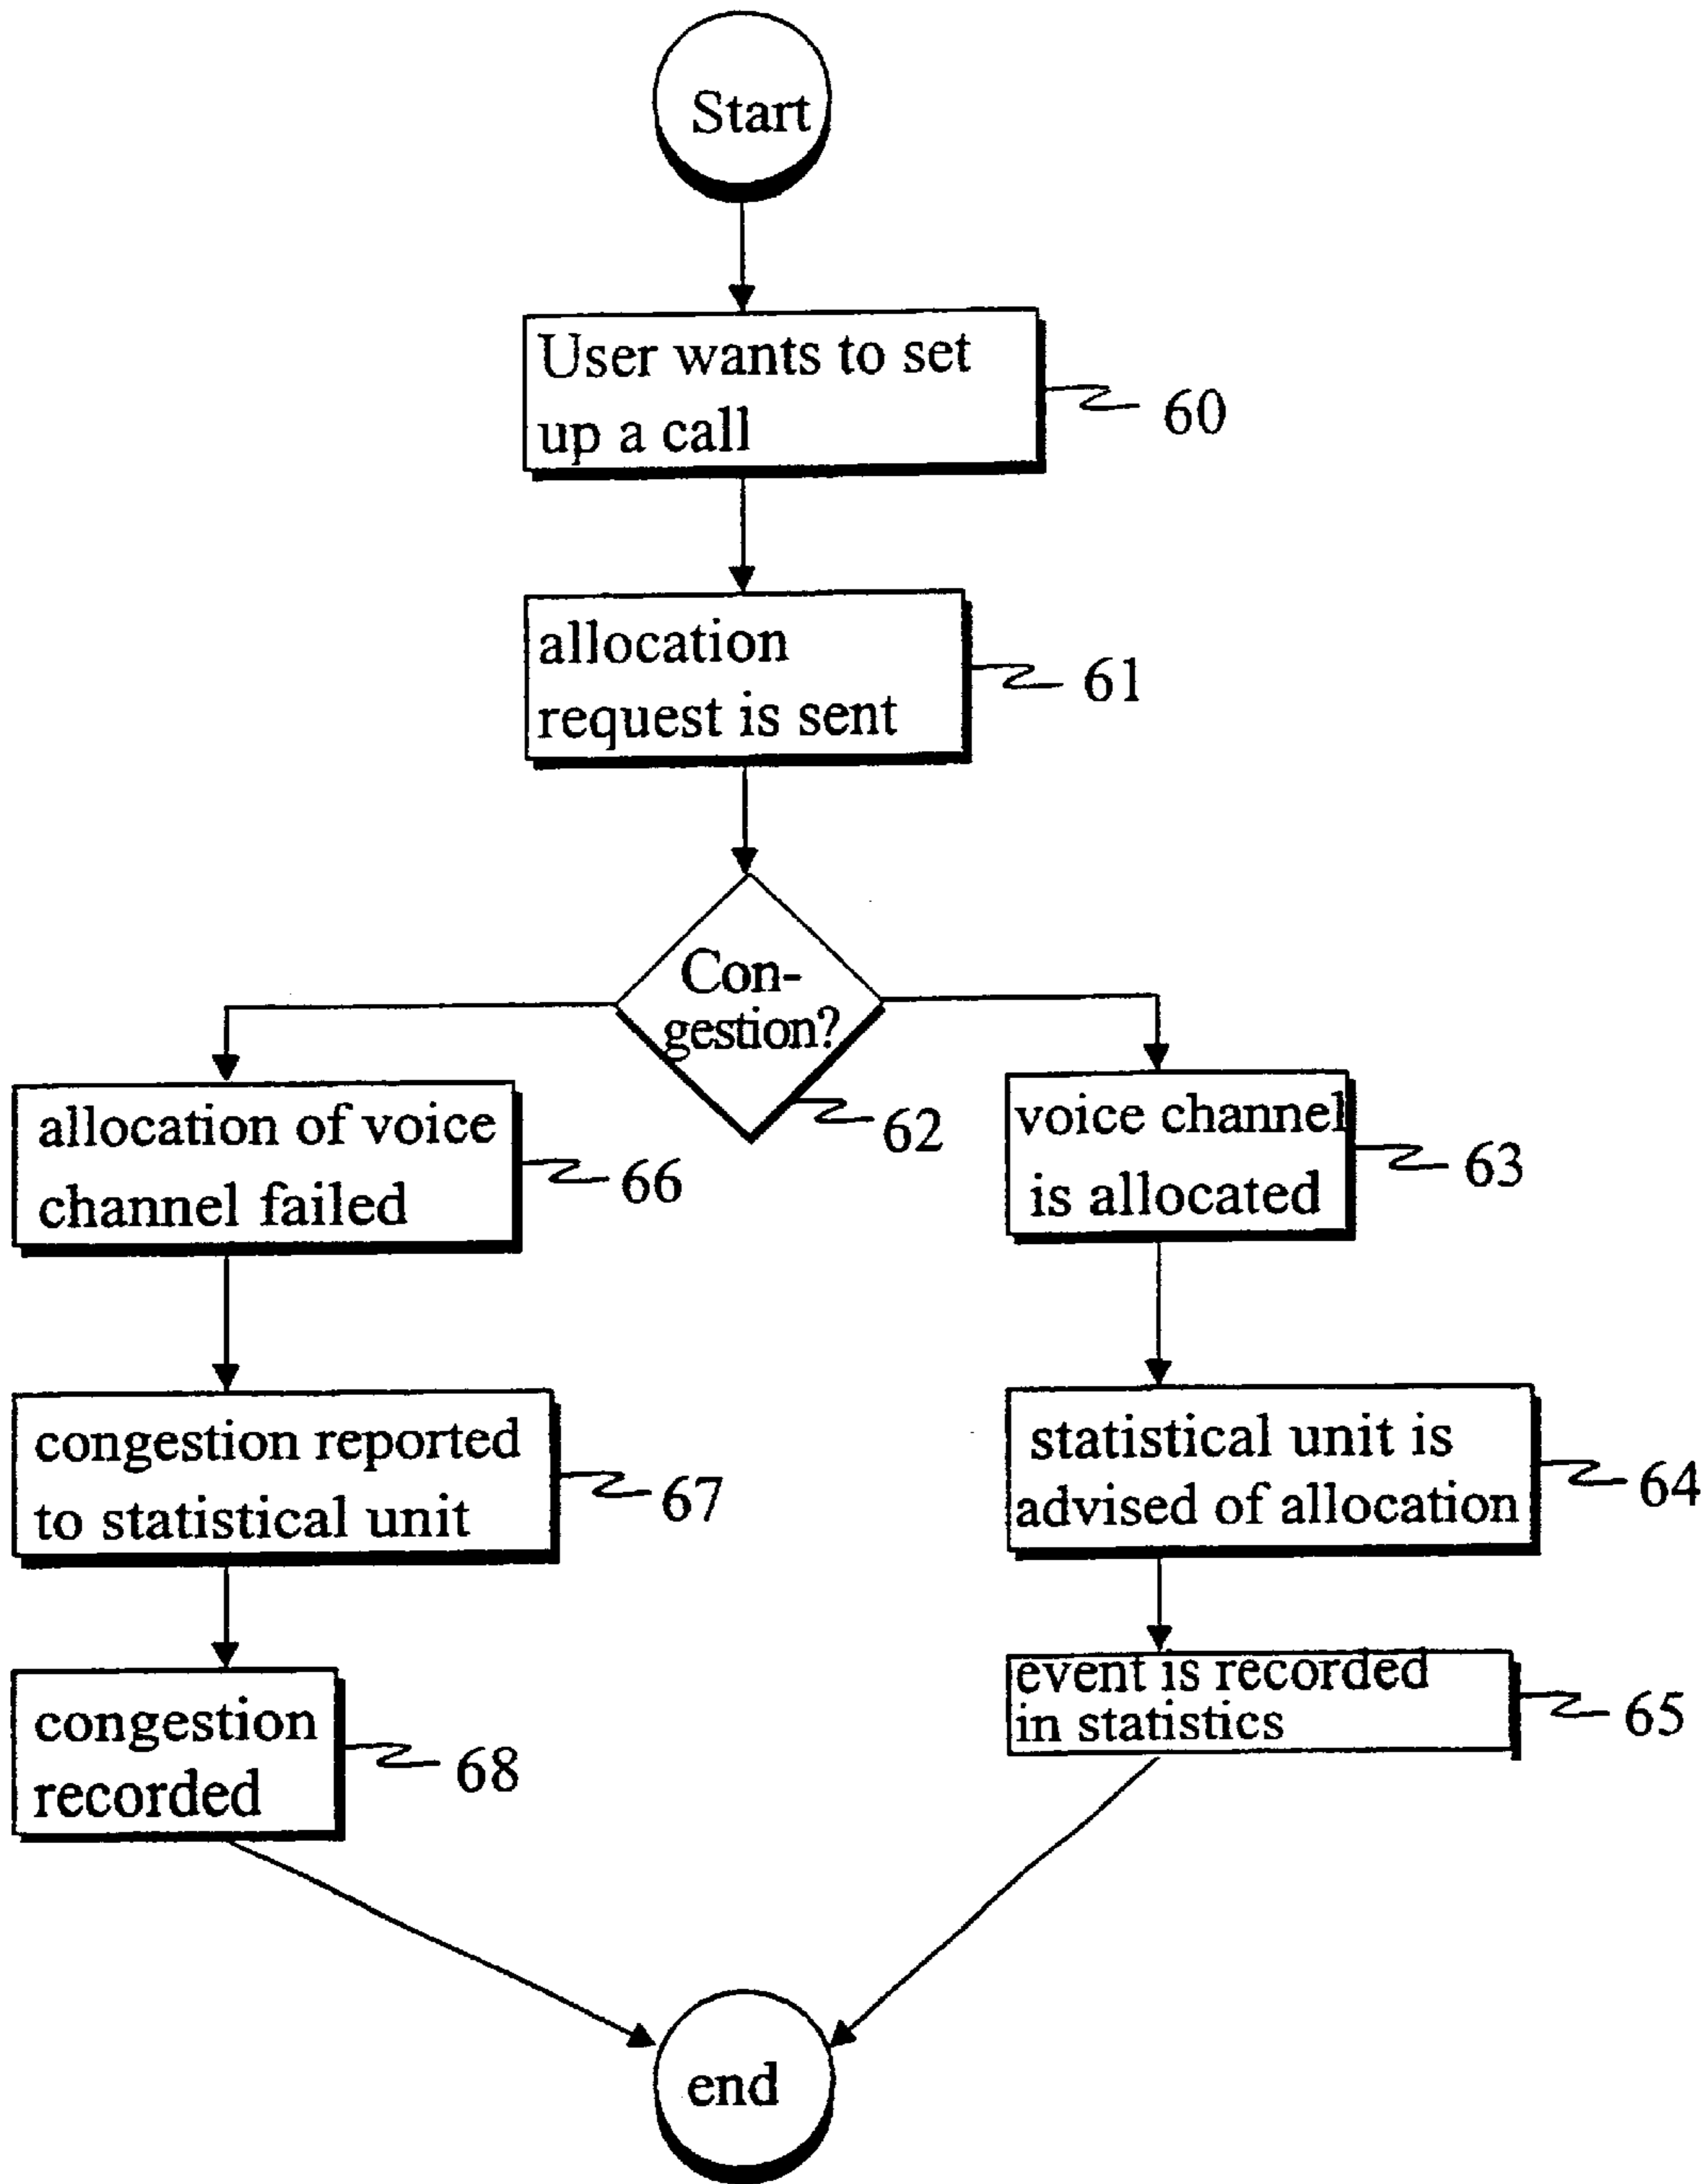 Start
User wants to set
up a call
60
allocation
request is sent
61
Con-
gestion?
62
allocation of voice
channel failed
66
voice channel
is allocated
63
congestion reported
to statistical unit
67
statistical unit is
advised of allocation
64
congestion
recorded
68
event is recorded
in statistics
65
end